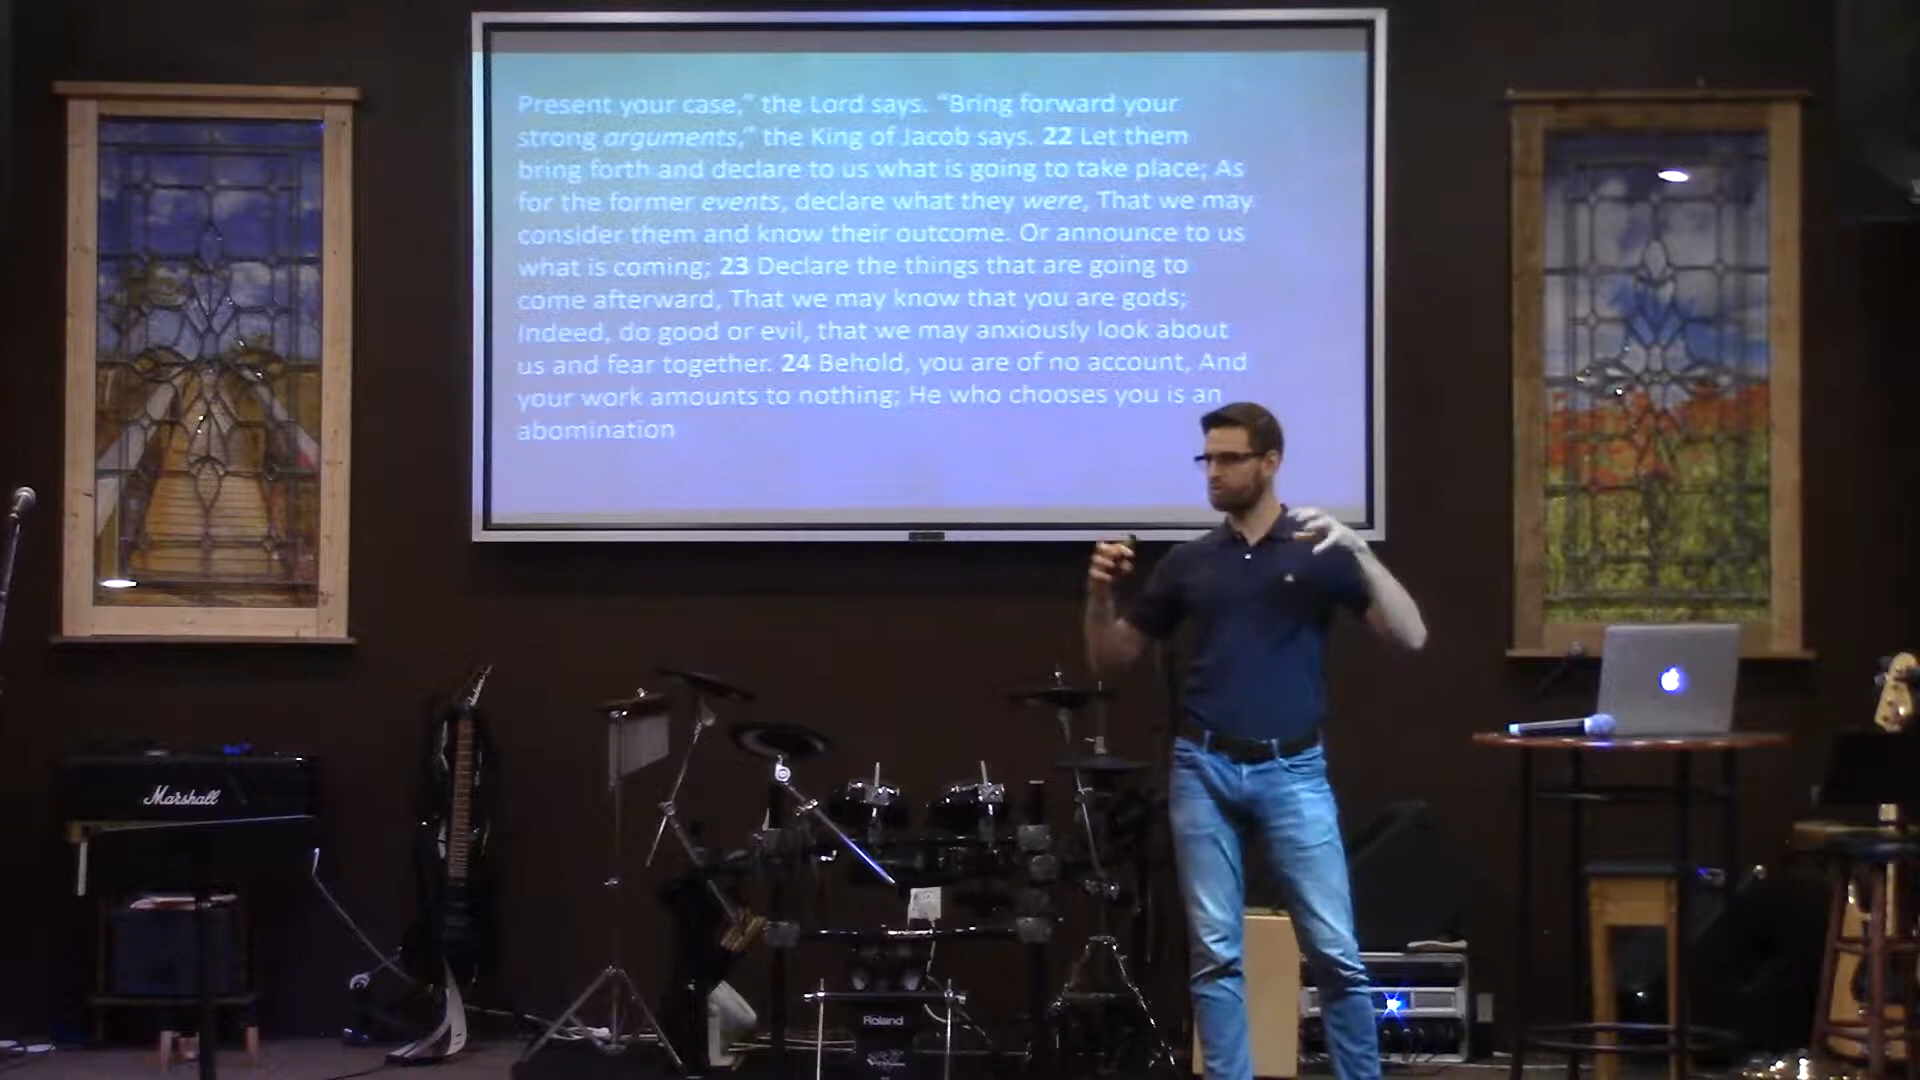 Present your case,” the Lord says. “Bring forward your
strong arguments,” the King of Jacob says. 22 Let them
bring forth and declare to us what is going to take place; As
for the former events, declare what they were, That we may
consider them and know their outcome. Or announce to us
what is coming; 23 Declare the things that are going to
come afterward, That we may know that you are gods;
Indeed, do good or evil, that we may anxiously look about
us and fear together. 24 Behold, you are of no account, And
your work amounts to nothing; He who chooses you is an
abomination
Marshall
Roland